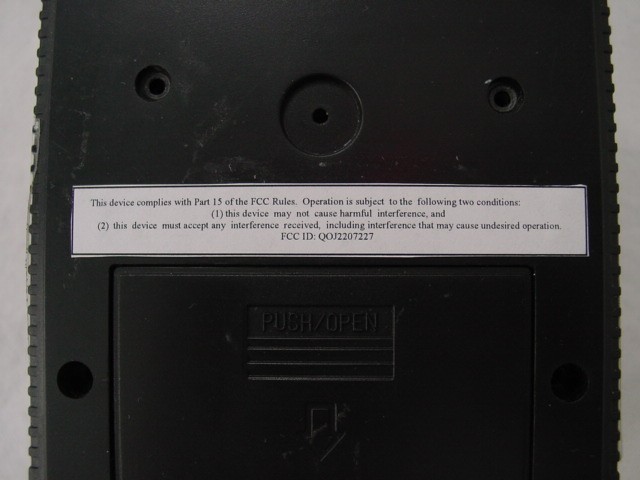 This device complies with Part 15 of the FCC Rules. Operation is subject to the following two conditions:
(1) this device may not cause harmful interference, and
(2) this device must accept any interference received, including interference that may cause undesired operation.
FCC ID: QOJ2207227
PUSH/OPEN